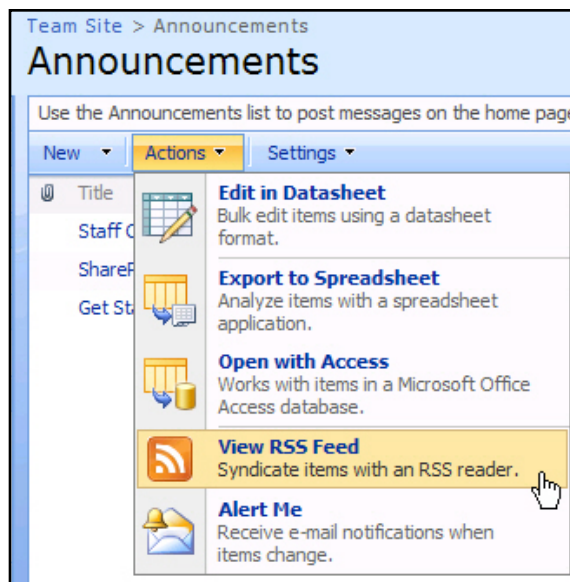 Team Site > Announcements
Announcements
Use the Announcements list to post messages on the home page
New Actions Settings
Title
Staff
Edit in Datasheet
Bulk edit items using a datasheet
format.
Get
Export to Spreadsheet
Analyze items with a spreadsheet
application.
Open with Access
Works with items in a Microsoft Office
Access database.
View RSS Feed
Syndicate items with an RSS reader.
Alert Me
Receive e-mail notifications when
items change.